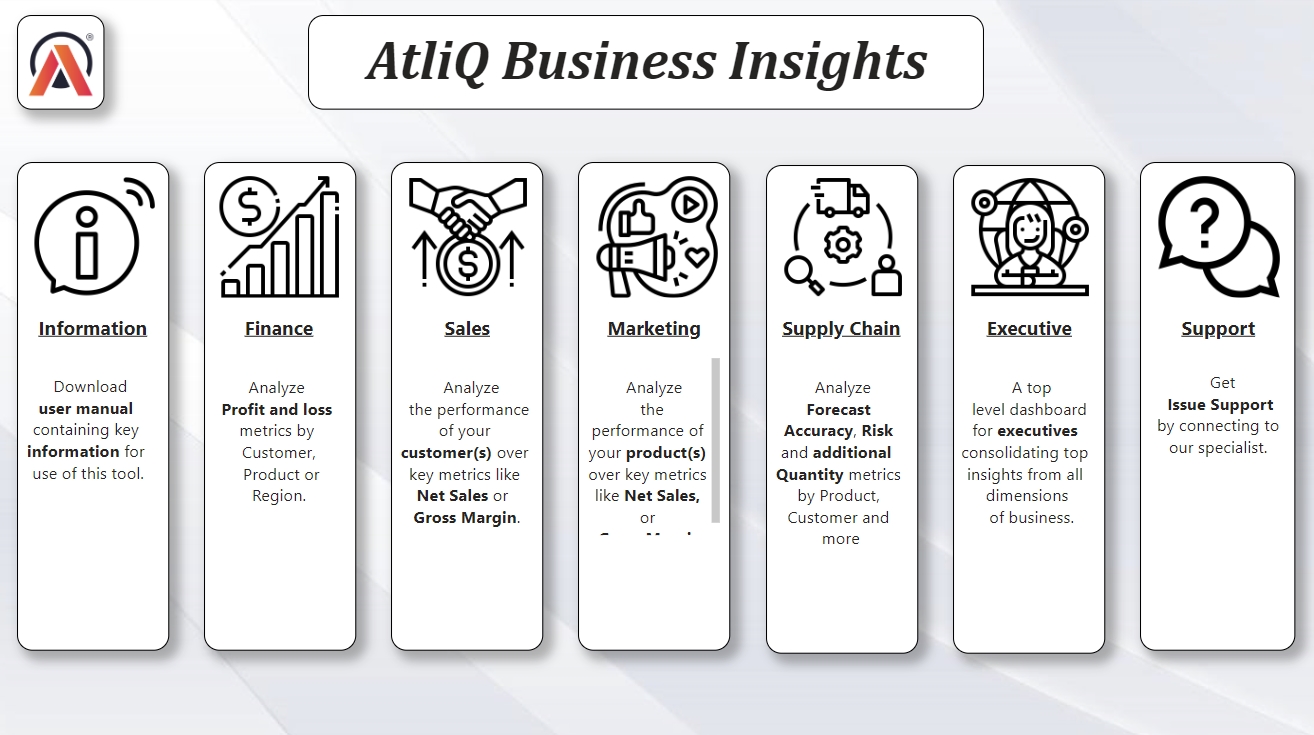 ®
AtliQ Business Insights
Information
Download
user manual
containing key
information for
use of this tool.
$
Finance
Analyze
Profit and loss
metrics by
Customer,
Product or
Region.
$
Sales
Analyze
the performance
of your
customer(s) over
key metrics like
Net Sales or
Gross Margin.
Marketing
Analyze
the
performance of
your product(s)
over key metrics
like Net Sales,
or
Supply Chain
Analyze
Forecast
Accuracy, Risk
and additional
Quantity metrics
by Product,
Customer and
more
Executive
A top
level dashboard
for executives
consolidating top
insights from all
dimensions
of business.
?
Support
Get
Issue Support
by connecting to
our specialist.